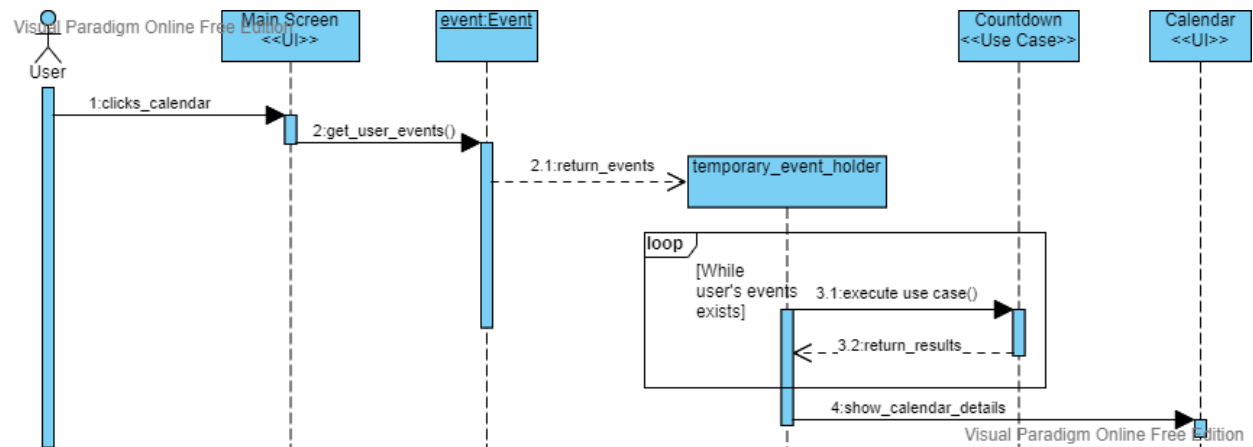 Visual Paradigm Online Free Edition
User
Main Screen
<<UI>>
event:Event
Countdown
<<Use Case>>
Calendar
<<UI>>
1:clicks_calendar
2:get_user_events()
2.1:return_events
temporary_event_holder
loop
[While
user's events
exists]
3.1:execute use case()
3.2:return_results
4:show_calendar_details
Visual Paradigm Online Free Edition